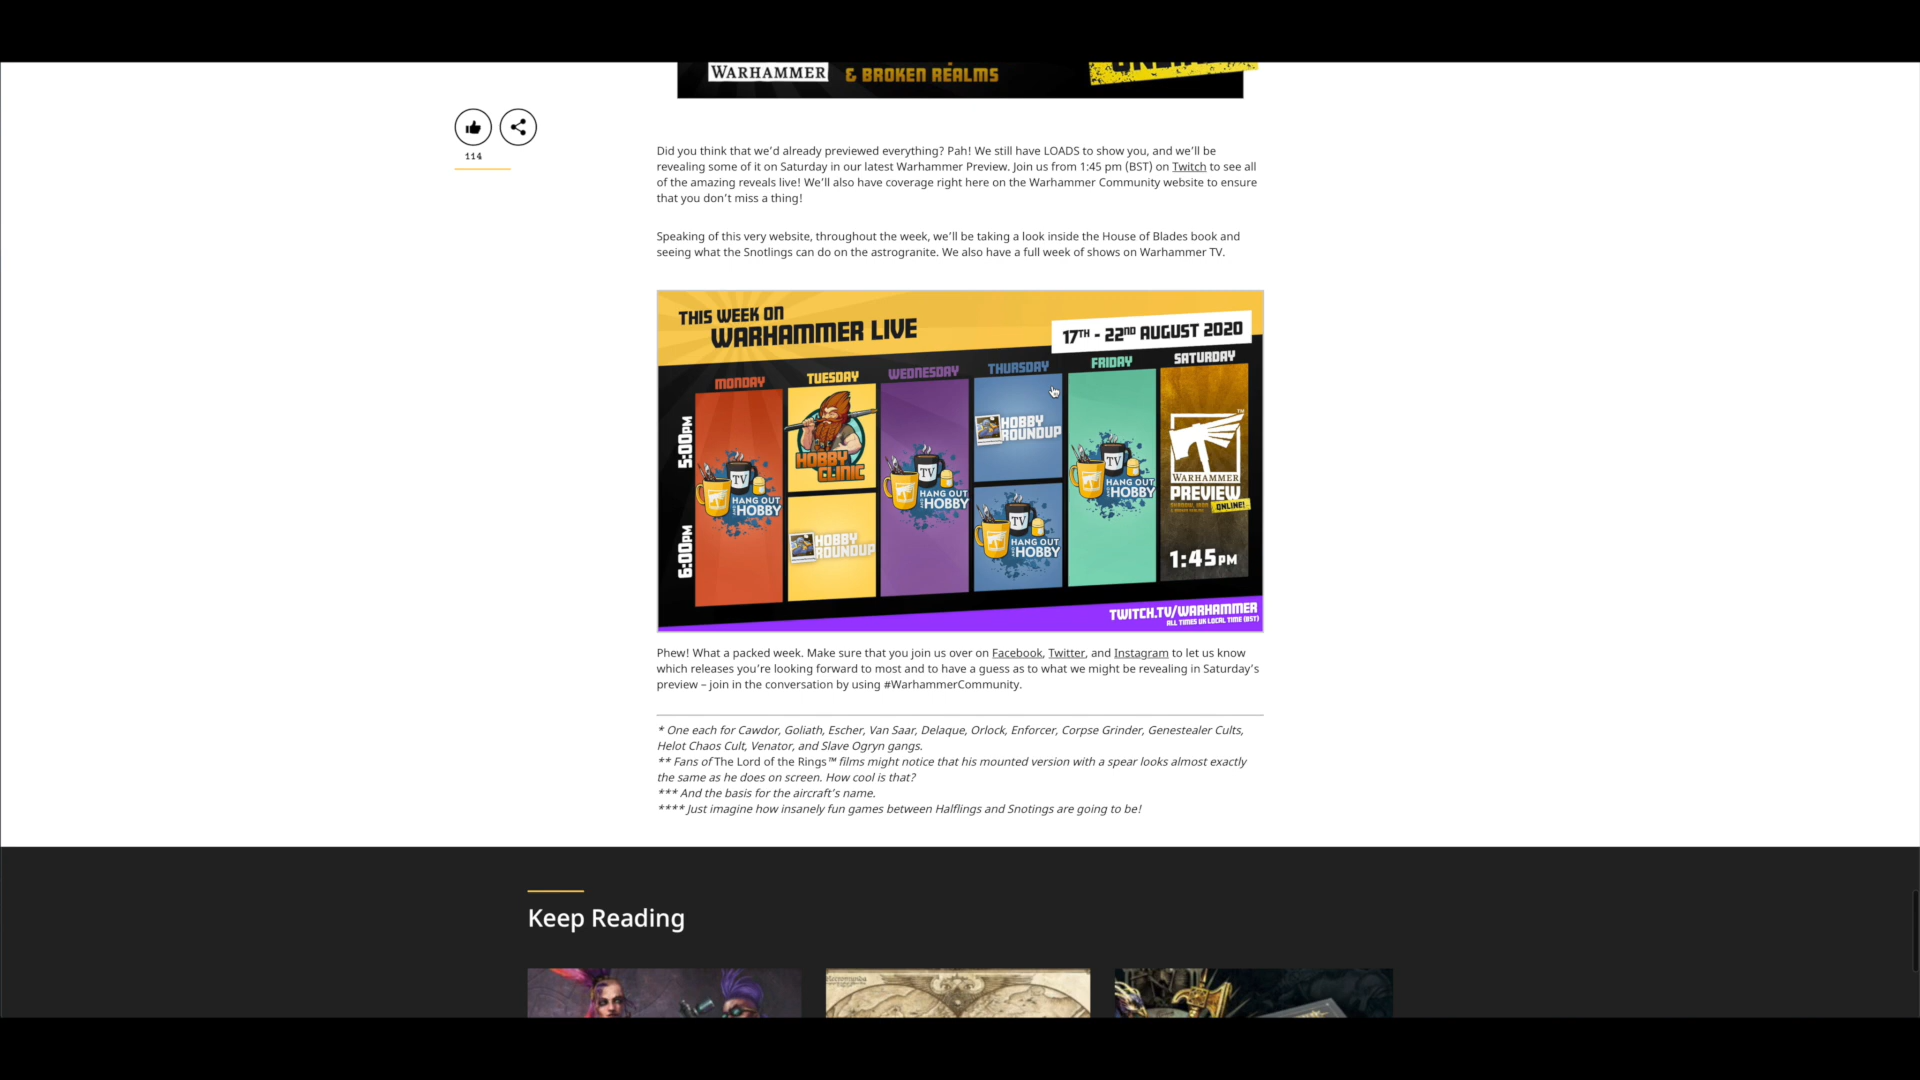 WARHAMMER & BROKEN REALMS
114
Did you think that we’d already previewed everything? Pah! We still have LOADS to show you, and we’ll be
revealing some of it on Saturday in our latest Warhammer Preview. Join us from 1:45 pm (BST) on Twitch to see all
of the amazing reveals live! We’ll also have coverage right here on the Warhammer Community website to ensure
that you don’t miss a thing!
Speaking of this very website, throughout the week, we’ll be taking a look inside the House of Blades book and
seeing what the Snotlings can do on the astrogranite. We also have a full week of shows on Warhammer TV.
THIS WEEK ON
WARHAMMER LIVE
17TH - 22ND AUGUST 2020
MONDAY TUESDAY WEDNESDAY THURSDAY FRIDAY SATURDAY
5:00PM
6:00PM
TV
HANG OUT
AND HOBBY
HOBBY
CLINIC
HOBBY
ROUNDUP
TV
HANG OUT
AND HOBBY
HOBBY
ROUNDUP
TV
HANG OUT
AND HOBBY
TV
HANG OUT
AND HOBBY
TM
WARHAMMER
PREVIEW
ONLINE!
1:45PM
TWITCH.TV/WARHAMMER
ALL TIMES UK LOCAL TIME (BST)
Phew! What a packed week. Make sure that you join us over on Facebook, Twitter, and Instagram to let us know
which releases you’re looking forward to most and to have a guess as to what we might be revealing in Saturday’s
preview – join in the conversation by using #WarhammerCommunity.
* One each for Cawdor, Goliath, Escher, Van Saar, Delaque, Orlock, Enforcer, Corpse Grinder, Genestealer Cults,
Helot Chaos Cult, Venator, and Slave Ogryn gangs.
** Fans of The Lord of the Rings™ films might notice that his mounted version with a spear looks almost exactly
the same as he does on screen. How cool is that?
*** And the basis for the aircraft’s name.
**** Just imagine how insanely fun games between Halflings and Snotings are going to be!
Keep Reading